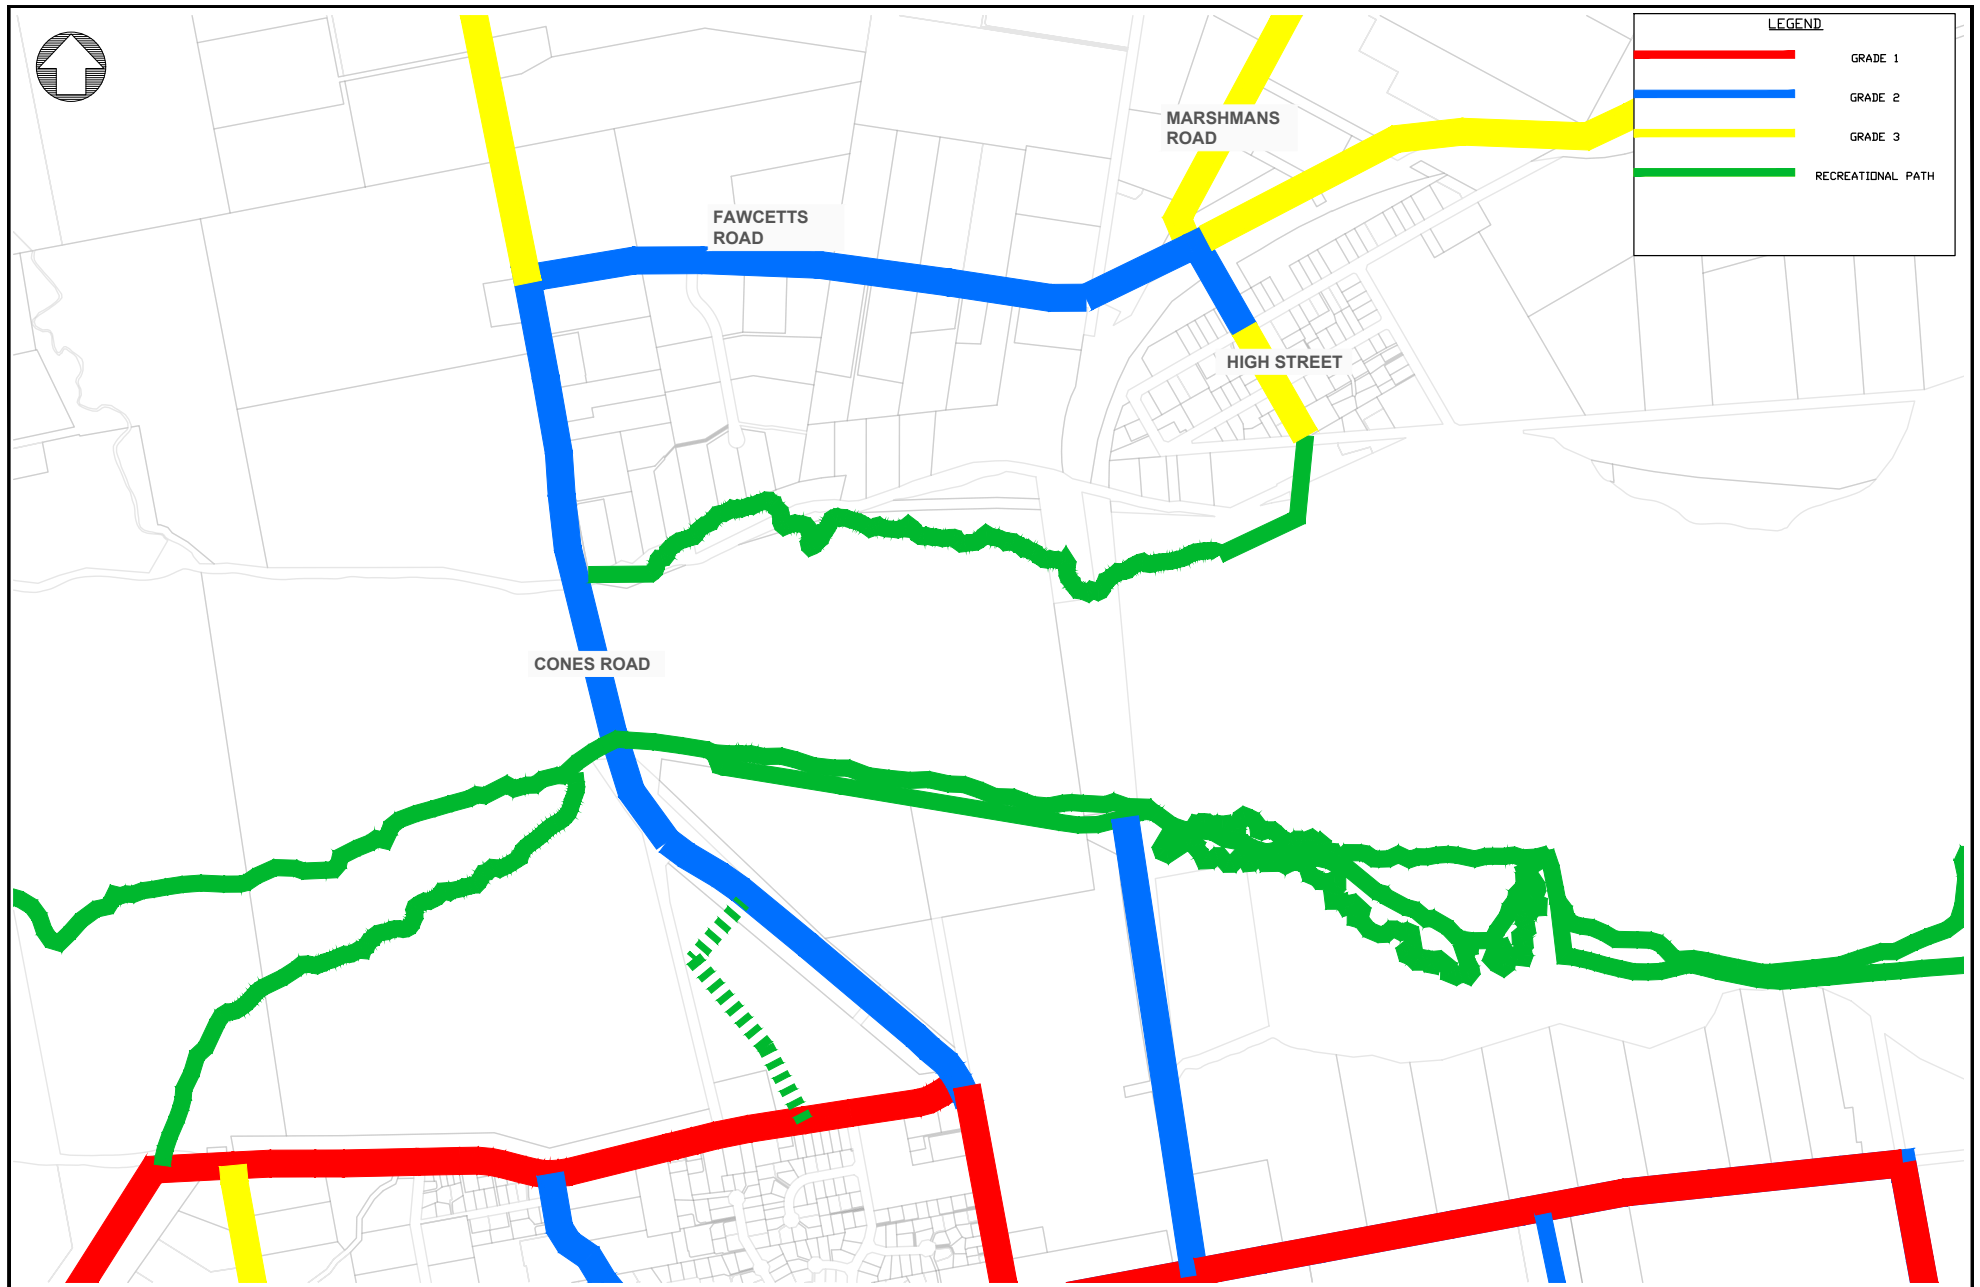 LEGEND
GRADE 1
GRADE 2
GRADE 3
RECREATIONAL PATH
MARSHMANS
ROAD
FAWCETTS
ROAD
HIGH STREET
CONES ROAD